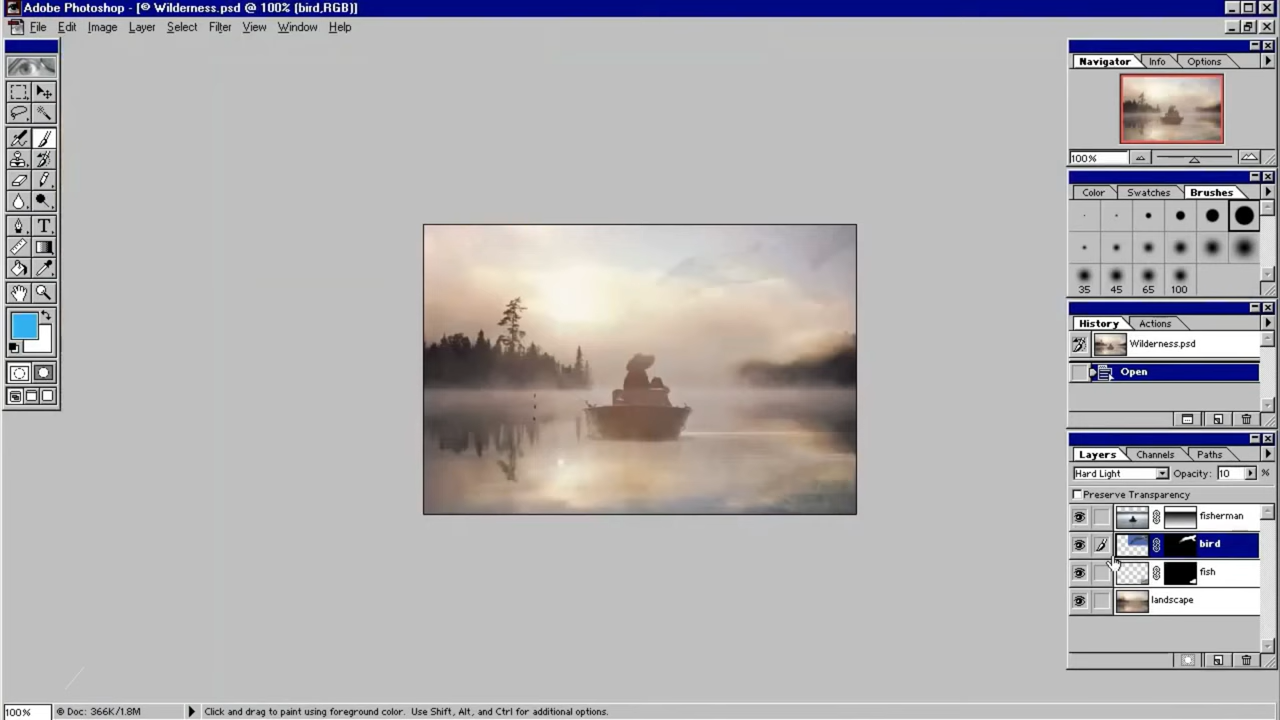 Adobe Photoshop - [© Wilderness.psd @ 100% (bird,RGB)]
File Edit Image Layer Select Filter View Window Help
Navigator Info Options
100%
Color Swatches Brushes
35 45 65 100
History Actions
Wilderness.psd
Open
Layers Channels Paths
Hard Light Opacity: 10 %
Preserve Transparency
fisherman
bird
fish
landscape
100% © Doc: 366K/1.8M Click and drag to paint using foreground color. Use Shift, Alt, and Ctrl for additional options.